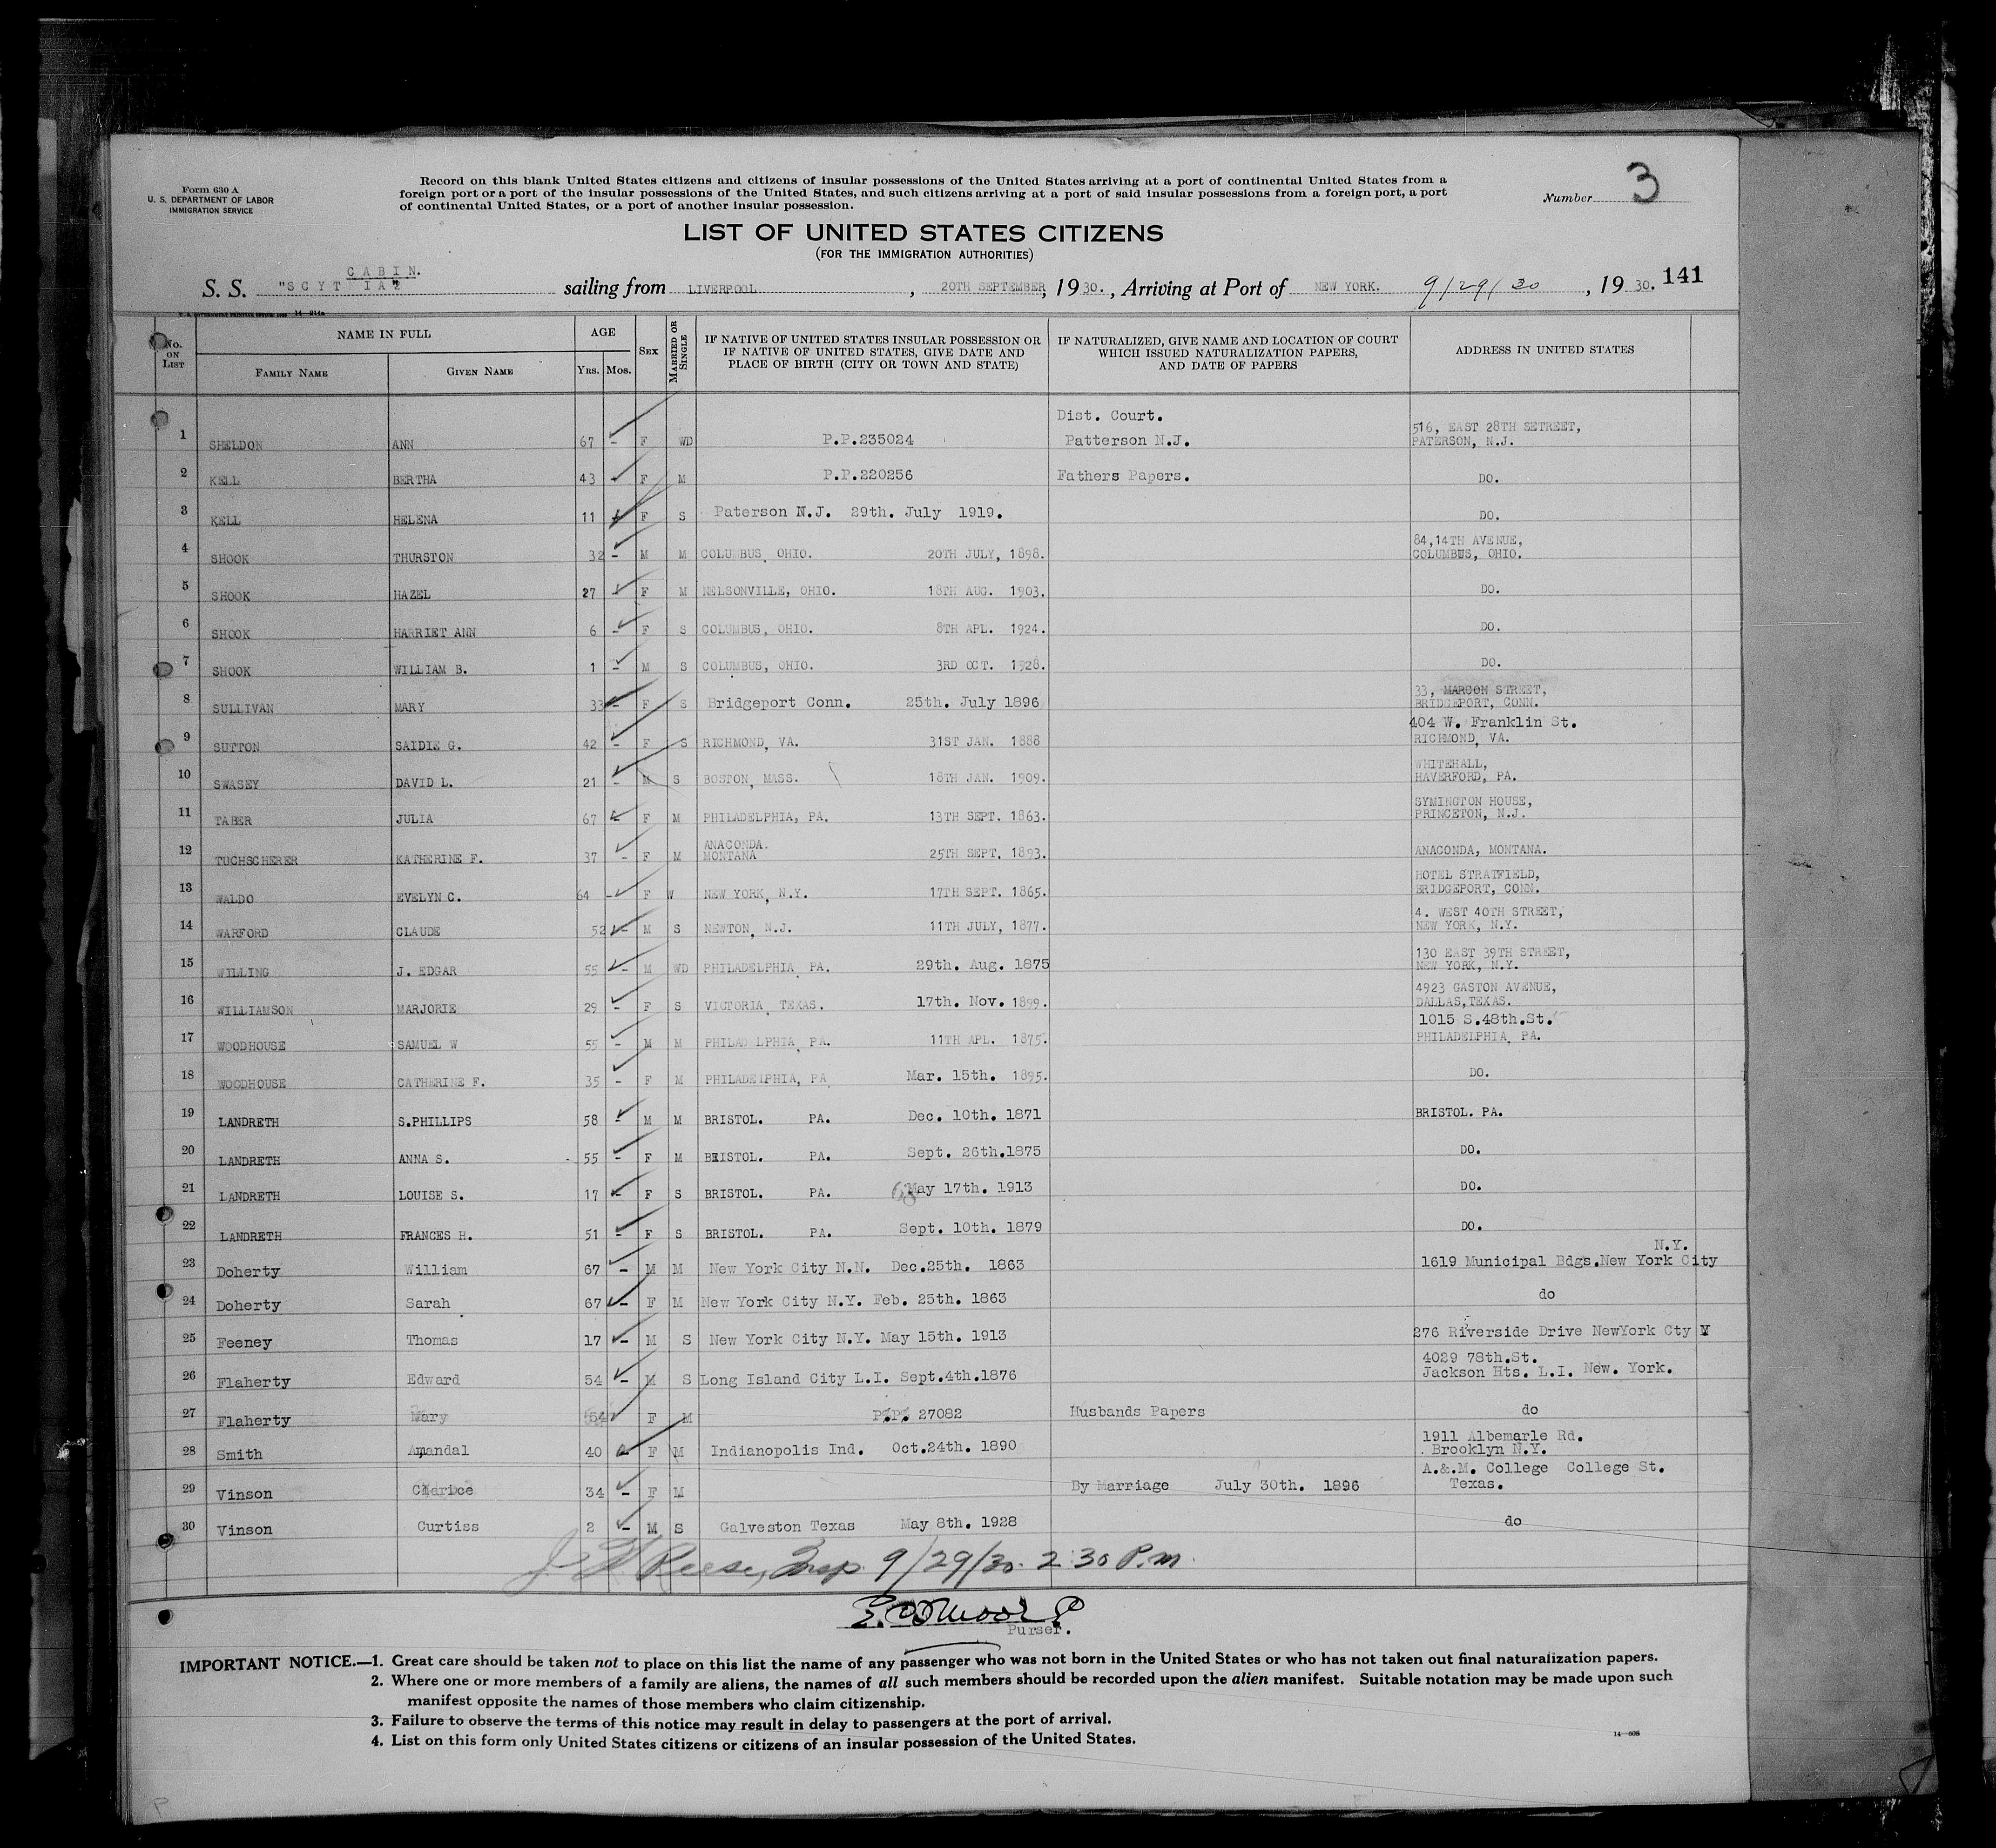 Form 630 A
U. S. DEPARTMENT OF LABOR
IMMIGRATION SERVICE
Record on this blank United States citizens and citizens of insular possessions of the United States arriving at a port of continental United States from a
foreign port or a port of the insular possessions of the United States, and such citizens arriving at a port of said insular possessions from a foreign port, a port
of continental United States, or a port of another insular possession.
Number 3
LIST OF UNITED STATES CITIZENS
(FOR THE IMMIGRATION AUTHORITIES)
CABIN.
S. S. "SCYT IA" sailing from LIVERPOOL , 20TH SEPTEMBER, 1930. , Arriving at Port of NEW YORK. 9/29/30 , 1930. 141
No. ON LIST NAME IN FULL FAMILY NAME GIVEN NAME AGE YRS. MOS. SEX MARRIED OR SINGLE IF NATIVE OF UNITED STATES INSULAR POSSESSION OR IF NATIVE OF UNITED STATES, GIVE DATE AND PLACE OF BIRTH (CITY OR TOWN AND STATE) IF NATURALIZED, GIVE NAME AND LOCATION OF COURT WHICH ISSUED NATURALIZATION PAPERS, AND DATE OF PAPERS ADDRESS IN UNITED STATES
Dist. Court.
516, EAST 28TH SETREET,
1 SHELDON ANN 67 - F WD P.P.235024 Patterson N.J. PATERSON, N.J.
2 KELL BERTHA 43 - F M P.P.220256 Fathers Papers. DO.
3 KELL HELENA 11 - F S Paterson N.J. 29th. July 1919. DO.
84,14TH AVENUE,
4 SHOOK THURSTON 32 - M M COLUMBUS, OHIO. 20TH JULY, 1898. COLUMBUS, OHIO.
5 SHOOK HAZEL 27 - F M NELSONVILLE, OHIO. 18TH AUG. 1903. DO.
6 SHOOK HARRIET ANN 6 - F S COLUMBUS, OHIO. 8TH APL. 1924. DO.
7 SHOOK WILLIAM B. 1 - M S COLUMBUS, OHIO. 3RD OCT. 1928. DO.
33, MARCON STREET,
8 SULLIVAN MARY 33 - F S Bridgeport Conn. 25th. July 1896 BRIDGEPORT, CONN.
404 W. Franklin St.
9 SUTTON SAIDIE G. 42 - F S RICHMOND, VA. 31ST JAN. 1888 RICHMOND, VA.
WHITEHALL,
10 SWASEY DAVID L. 21 - M S BOSTON, MASS. 18TH JAN. 1909. HAVERFORD, PA.
SYMINGTON HOUSE,
11 TABER JULIA 67 - F M PHILADELPHIA, PA. 13TH SEPT. 1863. PRINCETON, N.J.
ANACONDA.
12 TUCHSCHERER KATHERINE F. 37 - F M MONTANA 25TH SEPT, 1893. ANACONDA, MONTANA.
HOTEL STRATFIELD,
13 WALDO EVELYN C. 64 - F W NEW YORK, N.Y. 17TH SEPT. 1865. BRIDGEPORT, CONN.
4. WEST 40TH STREET,
14 WARFORD CLAUDE 52 - M S NEWTON, N.J. 11TH JULY, 1877. NEW YORK, N.Y.
130 EAST 39TH STREET,
15 WILLING J. EDGAR 55 - M WD PHILADELPHIA, PA. 29th. Aug. 1875 NEW YORK, N.Y.
4923 GASTON AVENUE,
16 WILLIAMSON MARJORIE 29 - F S VICTORIA, TEXAS. 17th. Nov. 1899. DALLAS,TEXAS.
1015 S.48th.St.
17 WOODHOUSE SAMUEL W 55 - M M PHILAD LPHIA, PA. 11TH APL. 1875. PHILADELPHIA, PA.
18 WOODHOUSE CATHERINE F. 35 - F M PHILADELPHIA, PA Mar. 15th. 1895. DO.
19 LANDRETH S.PHILLIPS 58 - M M BRISTOL. PA. Dec. 10th. 1871 BRISTOL. PA.
20 LANDRETH ANNA S. 55 - F M BRISTOL. PA. Sept. 26th.1875 DO.
21 LANDRETH LOUISE S. 17 - F S BRISTOL. PA. May 17th. 1913 DO.
22 LANDRETH FRANCES H. 51 - F S BRISTOL. PA. Sept. 10th. 1879 DO.
N.Y.
23 Doherty William 67 - M M New York City N.N. Dec.25th. 1863 1619 Municipal Bdgs.New York City
24 Doherty Sarah 67 - F M New York City N.Y. Feb. 25th. 1863 do
25 Feeney Thomas 17 - M S New York City N.Y. May 15th. 1913 276 Riverside Drive NewYork Cty
4029 78th.St.
26 Flaherty Edward 54 - M S Long Island City L.I. Sept.4th.1876 Jackson Hts. L.I. New. York.
27 Flaherty Mary 54 F M P.P. 27082 Husbands Papers do
1911 Albemarle Rd.
28 Smith Amandal 40 - F M Indianopolis Ind. Oct.24th. 1890 Brooklyn N.Y.
A.&.M. College College St.
29 Vinson 34 - F M By Marriage July 30th. 1896 Texas.
30 Vinson Curtiss 2 - M S Galveston Texas May 8th. 1928 do
Reese, Insp. 9/29/30. 2:30 P.m.
Purser.
IMPORTANT NOTICE.—1. Great care should be taken not to place on this list the name of any passenger who was not born in the United States or who has not taken out final naturalization papers.
2. Where one or more members of a family are aliens, the names of all such members should be recorded upon the alien manifest. Suitable notation may be made upon such
manifest opposite the names of those members who claim citizenship.
3. Failure to observe the terms of this notice may result in delay to passengers at the port of arrival.
4. List on this form only United States citizens or citizens of an insular possession of the United States.